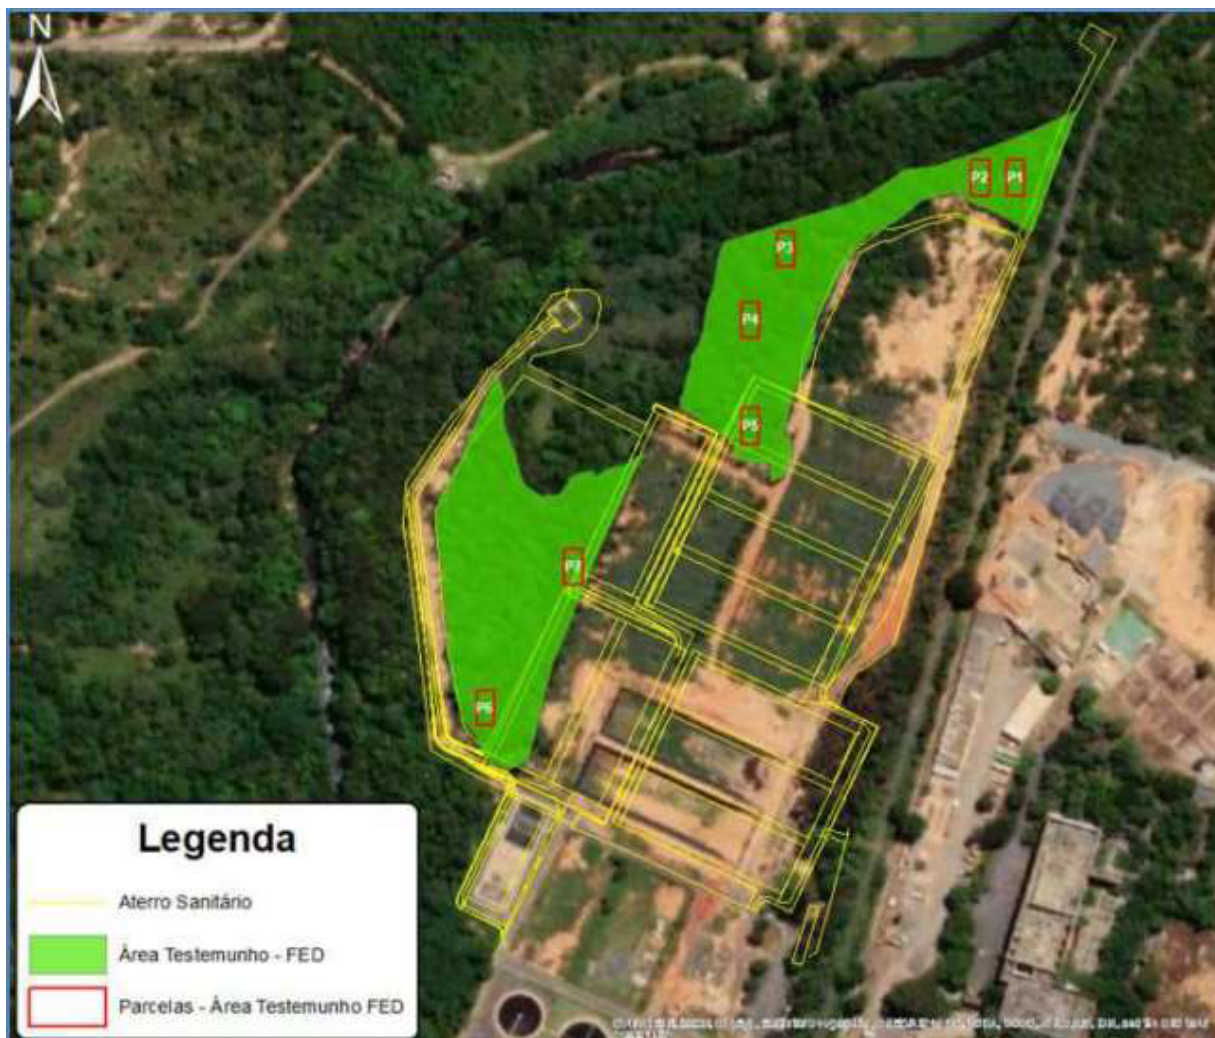 N
P2
P1
P3
P4
P5
P7
P6
Legenda
Aterro Sanitário
Área Testemunho - FED
Parcelas - Área Testemunho FED